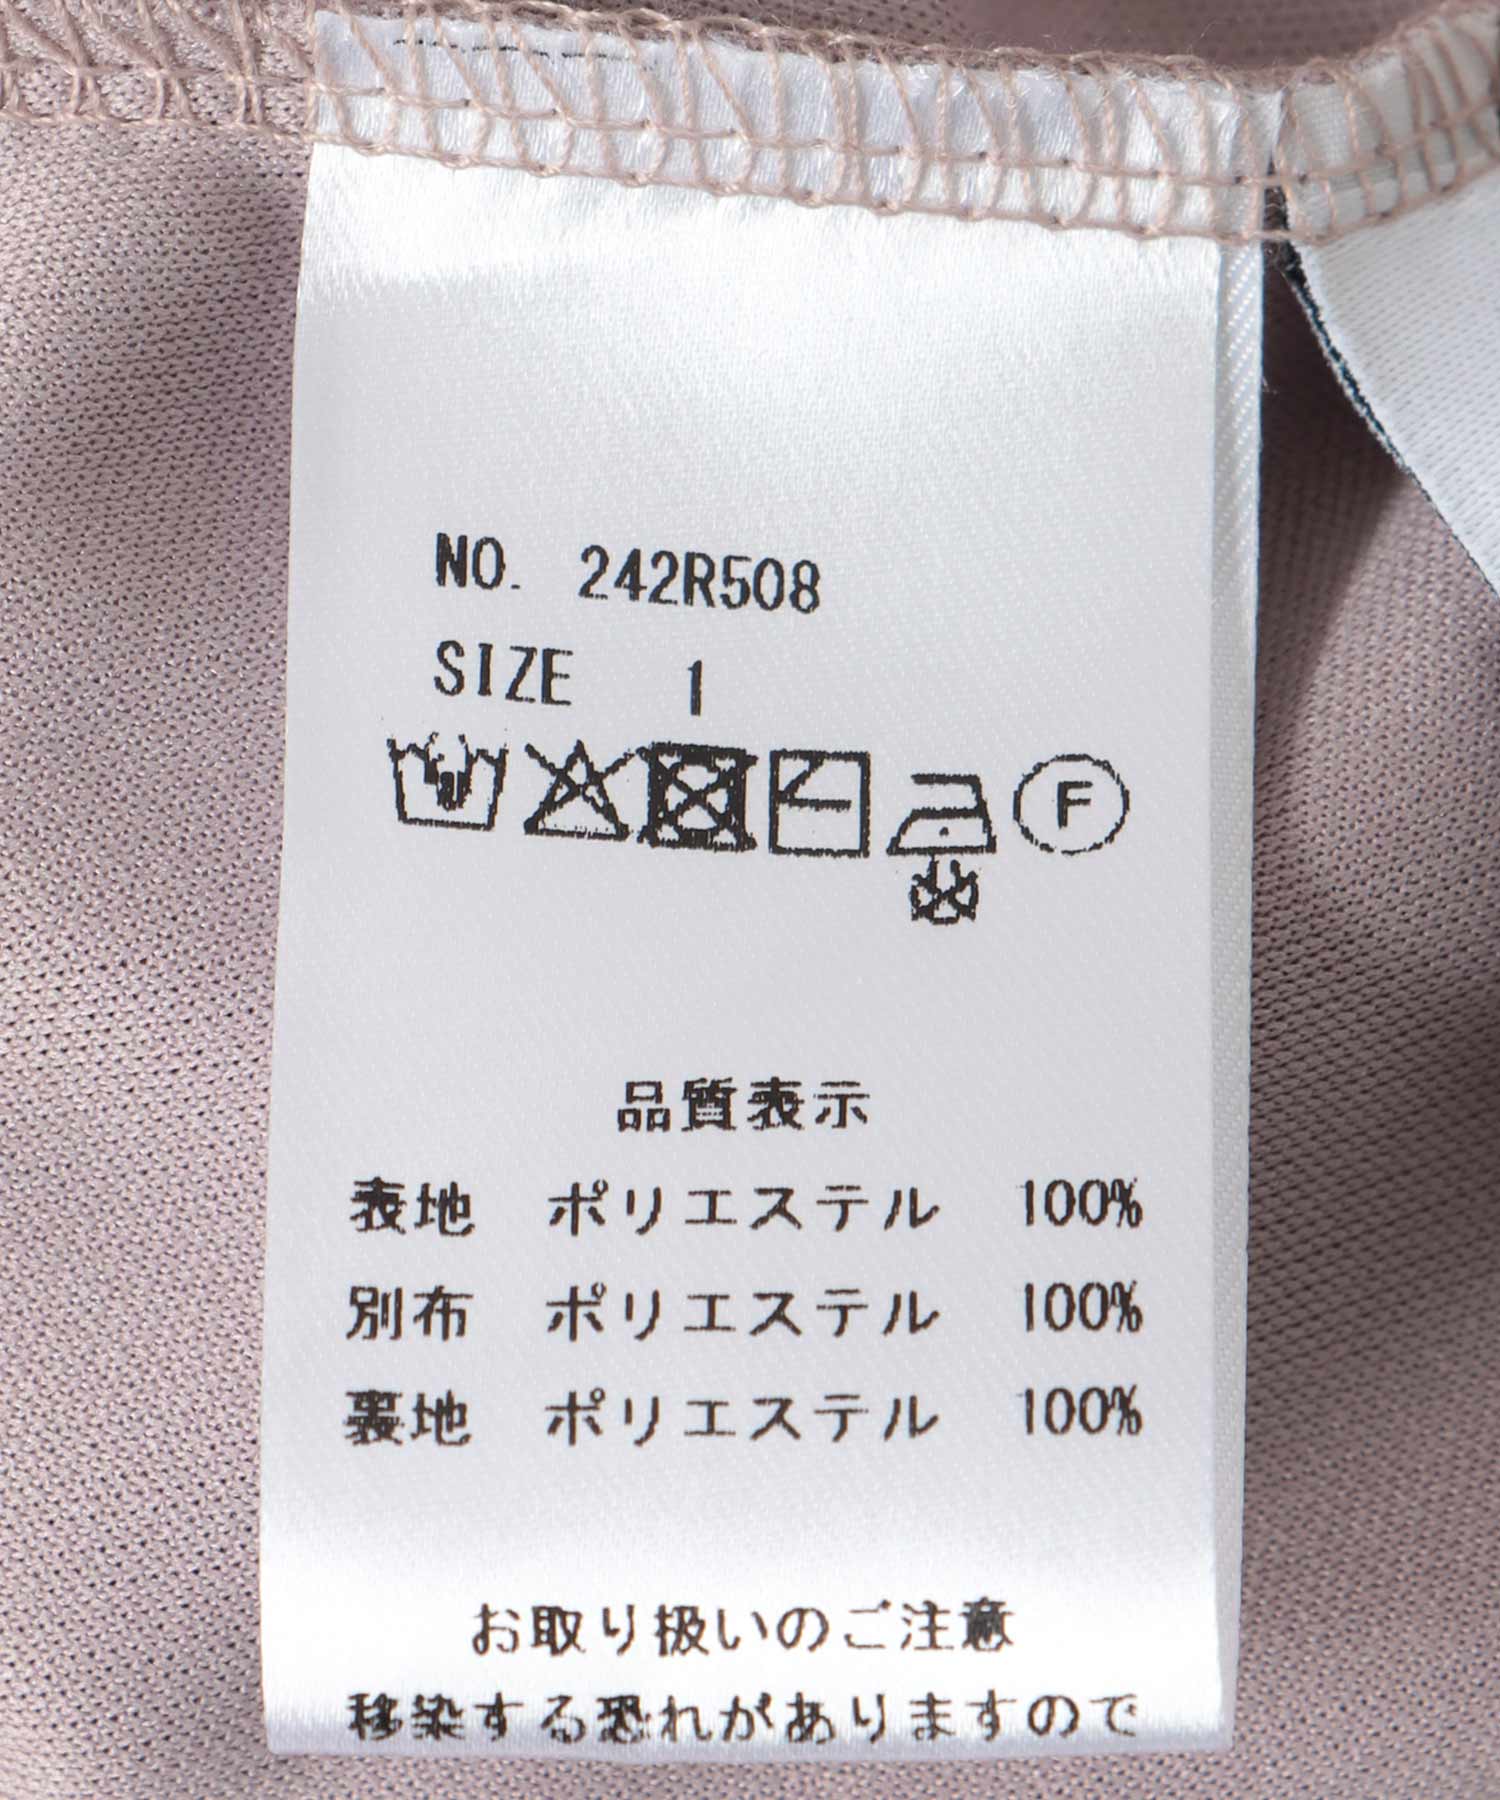 NO. 242R508
SIZE 1
F
品質表示
表地 ポリエステル 100%
別布 ポリエステル 100%
裏地 ポリエステル 100%
お取り扱いのご注意
移染する恐れがありますので